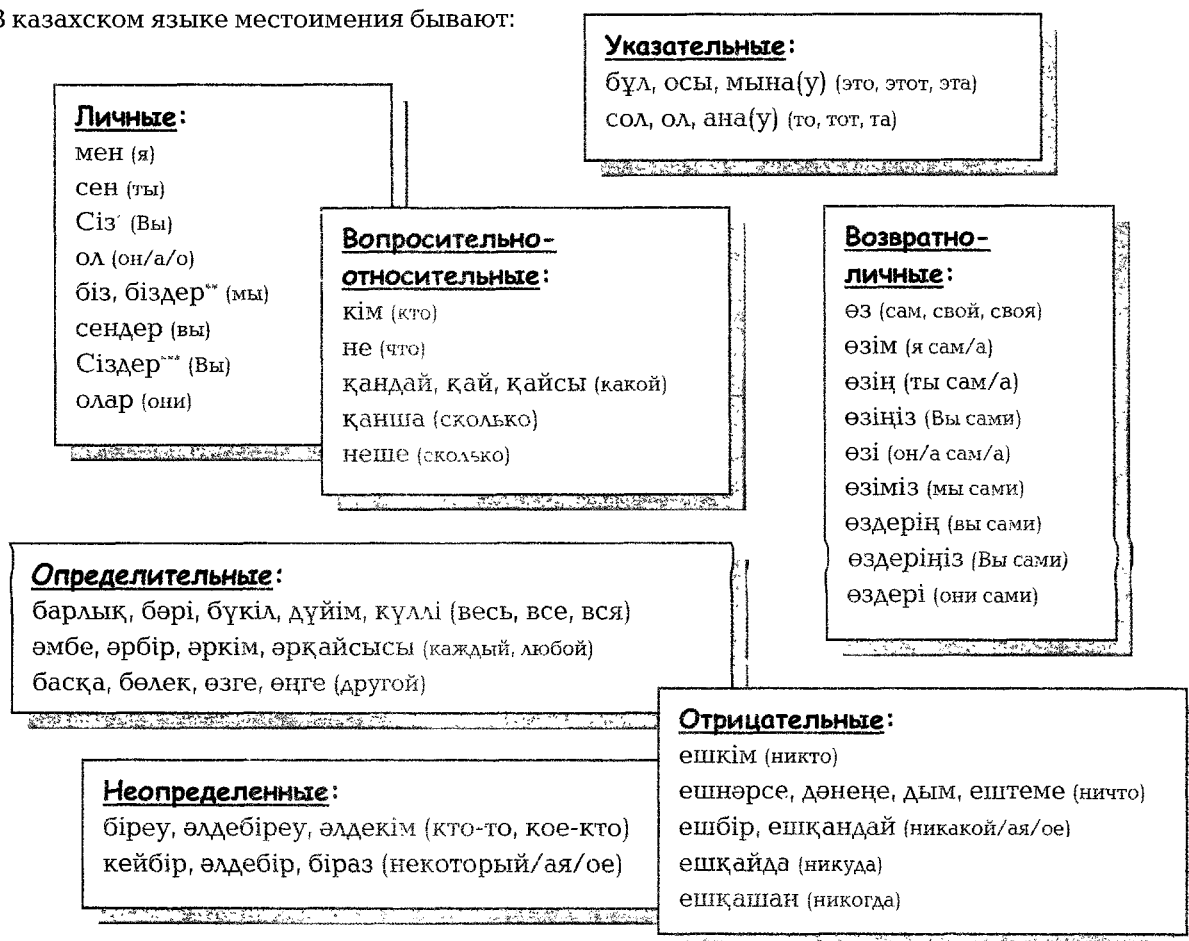 В казахском языке местоимения бывают:
Указательные:
бұл, осы, мына(у) (это, этот, эта)
сол, ол, ана(у) (то, тот, та)
Личные:
мен (я)
сен (ты)
Сіз* (Вы)
ол (он/а/о)
біз, біздер** (мы)
сендер (вы)
Сіздер*** (Вы)
олар (они)
Вопросительно-
относительные:
кім (кто)
не (что)
қандай, қай, қайсы (какой)
қанша (сколько)
неше (сколько)
Возвратно-
личные:
өз (сам, свой, своя)
өзім (я сам/а)
өзің (ты сам/а)
өзіңіз (Вы сами)
өзі (он/а сам/а)
өзіміз (мы сами)
өздерің (вы сами)
өздеріңіз (Вы сами)
өздері (они сами)
Определительные:
барлық, бәрі, бүкіл, дүйім, күллі (весь, все, вся)
әмбе, әрбір, әркім, әрқайсысы (каждый, любой)
басқа, бөлек, өзге, өңге (другой)
Отрицательные:
ешкім (никто)
ешнәрсе, дәнеңе, дым, ештеме (ничто)
ешбір, ешқандай (никакой/ая/ое)
ешқайда (никуда)
ешқашан (никогда)
Неопределенные:
біреу, әлдебіреу, әлдекім (кто-то, кое-кто)
кейбір, әлдебір, біраз (некоторый/ая/ое)